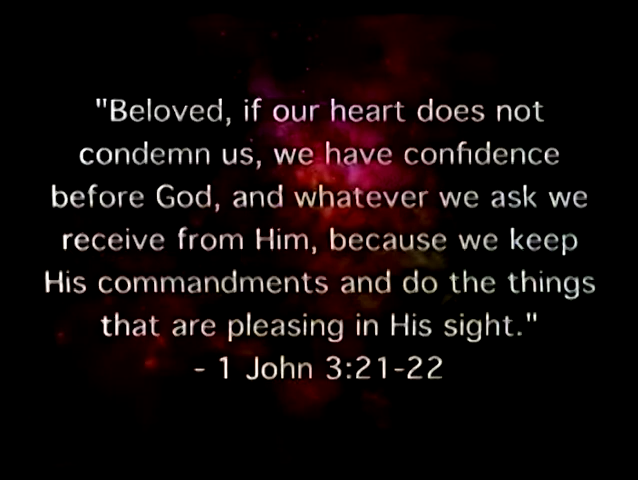 "Beloved, if our heart does not
condemn us, we have confidence
before God, and whatever we ask we
receive from Him, because we keep
His commandments and do the things
that are pleasing in His sight."
- 1 John 3:21-22